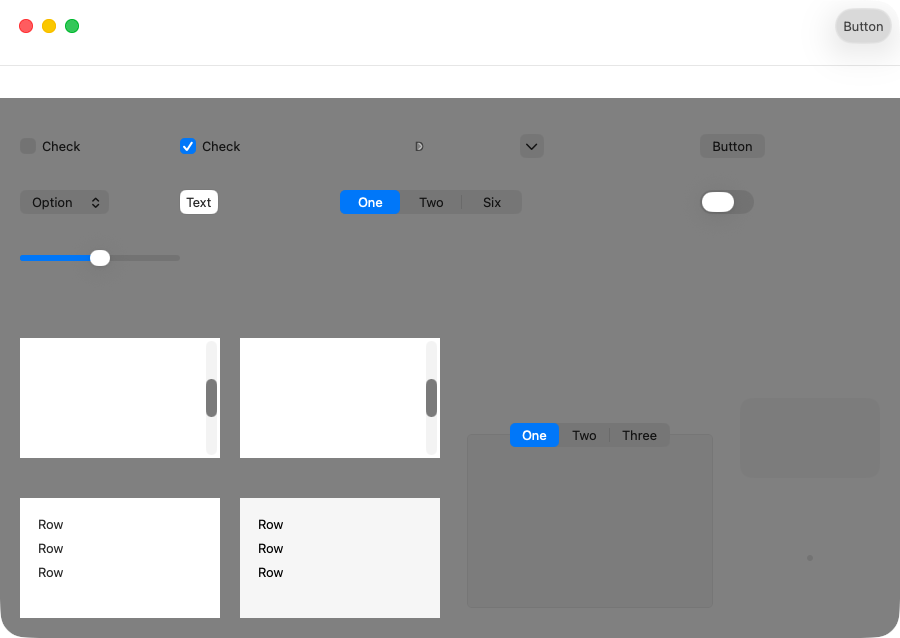 Button
Check
Check
Button
Option
Text
One Two Six
One Two Three
Row
Row
Row
Row
Row
Row